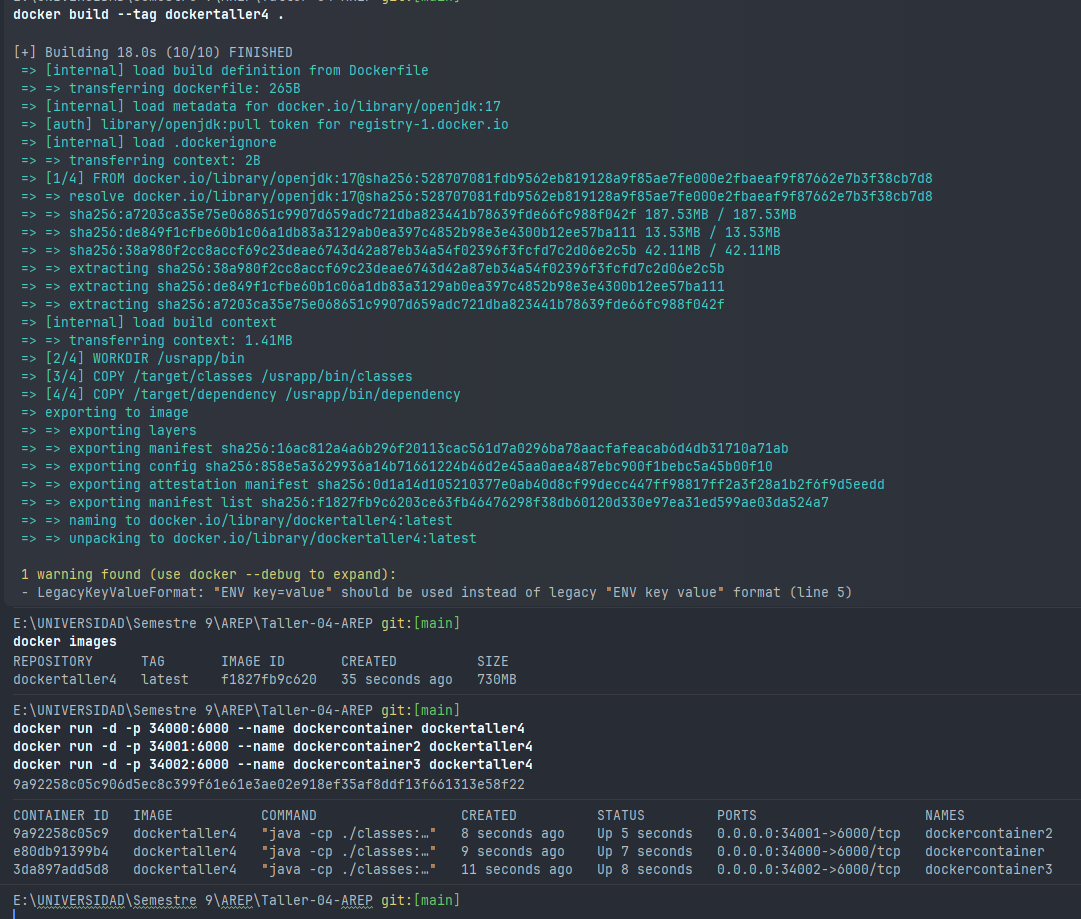 docker build --tag dockertaller4 .
[+] Building 18.0s (10/10) FINISHED
=> [internal] load build definition from Dockerfile
=> => transferring dockerfile: 265B
=> [internal] load metadata for docker.io/library/openjdk:17
=> [auth] library/openjdk:pull token for registry-1.docker.io
=> [internal] load .dockerignore
=> => transferring context: 2B
=> [1/4] FROM docker.io/library/openjdk:17@sha256:528707081fdb9562eb819128a9f85ae7fe000e2fbaeaf9f87662e7b3f38cb7d8
=> => resolve docker.io/library/openjdk:17@sha256:528707081fdb9562eb819128a9f85ae7fe000e2fbaeaf9f87662e7b3f38cb7d8
=> => sha256:a7203ca35e75e068651c9907d659adc721dba823441b78639fde66fc988f042f 187.53MB / 187.53MB
=> => sha256:de849f1cfbe60b1c06a1db83a3129ab0ea397c4852b98e3e4300b12ee57ba111 13.53MB / 13.53MB
=> => sha256:38a980f2cc8accf69c23deae6743d42a87eb34a54f02396f3fcfd7c2d06e2c5b 42.11MB / 42.11MB
=> => extracting sha256:38a980f2cc8accf69c23deae6743d42a87eb34a54f02396f3fcfd7c2d06e2c5b
=> => extracting sha256:de849f1cfbe60b1c06a1db83a3129ab0ea397c4852b98e3e4300b12ee57ba111
=> => extracting sha256:a7203ca35e75e068651c9907d659adc721dba823441b78639fde66fc988f042f
=> [internal] load build context
=> => transferring context: 1.41MB
=> [2/4] WORKDIR /usrapp/bin
=> [3/4] COPY /target/classes /usrapp/bin/classes
=> [4/4] COPY /target/dependency /usrapp/bin/dependency
=> exporting to image
=> => exporting layers
=> => exporting manifest sha256:16ac812a4a6b296f20113cac561d7a0296ba78aacfafeacab6d4db31710a71ab
=> => exporting config sha256:858e5a3629936a14b71661224b46d2e45aa0aea487ebc900f1bebc5a45b00f10
=> => exporting attestation manifest sha256:0d1a14d105210377e0ab40d8cf99decc447ff98817ff2a3f28a1b2f6f9d5eedd
=> => exporting manifest list sha256:f1827fb9c6203ce63fb46476298f38db60120d330e97ea31ed599ae03da524a7
=> => naming to docker.io/library/dockertaller4:latest
=> => unpacking to docker.io/library/dockertaller4:latest
1 warning found (use docker --debug to expand):
- LegacyKeyValueFormat: "ENV key=value" should be used instead of legacy "ENV key value" format (line 5)
E:\UNIVERSIDAD\Semestre 9\AREP\Taller-04-AREP git:[main]
docker images
REPOSITORY TAG IMAGE ID CREATED SIZE
dockertaller4 latest f1827fb9c620 35 seconds ago 730MB
E:\UNIVERSIDAD\Semestre 9\AREP\Taller-04-AREP git:[main]
docker run -d -p 34000:6000 --name dockercontainer dockertaller4
docker run -d -p 34001:6000 --name dockercontainer2 dockertaller4
docker run -d -p 34002:6000 --name dockercontainer3 dockertaller4
9a92258c05c906d5ec8c399f61e61e3ae02e918ef35af8ddf13f661313e58f22
CONTAINER ID IMAGE COMMAND CREATED STATUS PORTS NAMES
9a92258c05c9 dockertaller4 "java -cp ./classes:…" 8 seconds ago Up 5 seconds 0.0.0.0:34001->6000/tcp dockercontainer2
e80db91399b4 dockertaller4 "java -cp ./classes:…" 9 seconds ago Up 7 seconds 0.0.0.0:34000->6000/tcp dockercontainer
3da897add5d8 dockertaller4 "java -cp ./classes:…" 11 seconds ago Up 8 seconds 0.0.0.0:34002->6000/tcp dockercontainer3
E:\UNIVERSIDAD\Semestre 9\AREP\Taller-04-AREP git:[main]